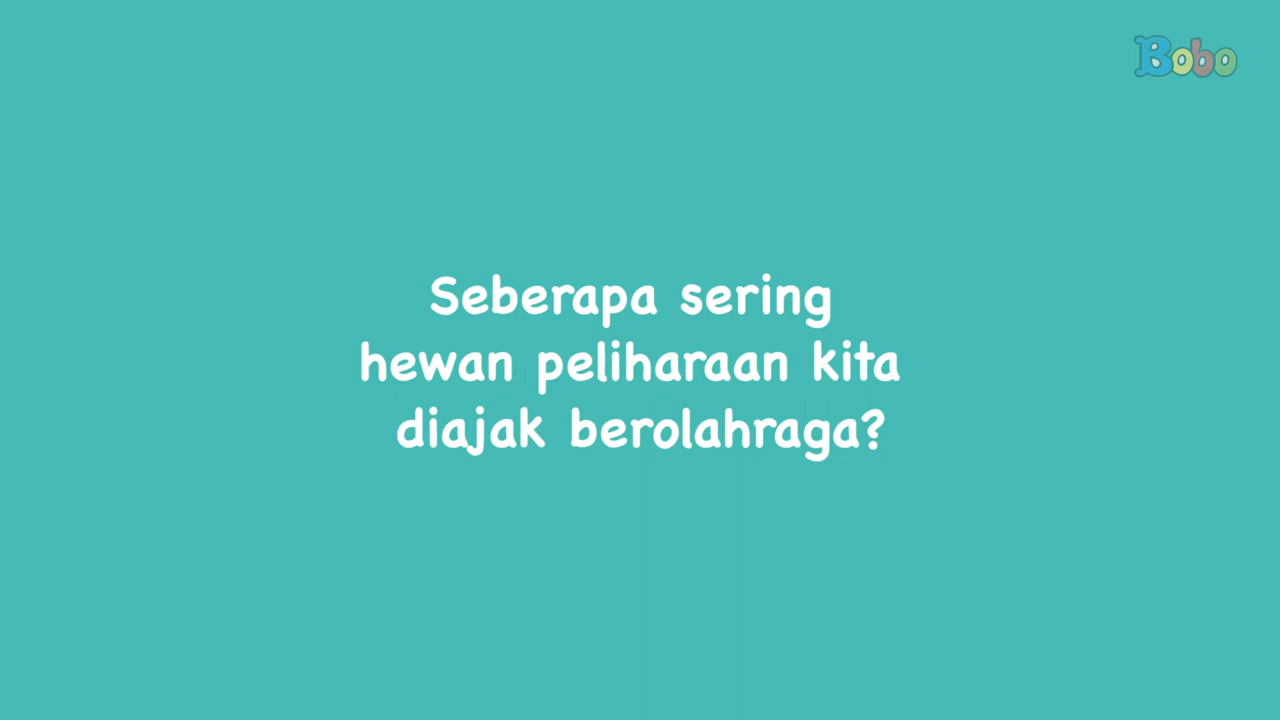 Bobo
Seberapa sering
hewan peliharaan kita
diajak berolahraga?